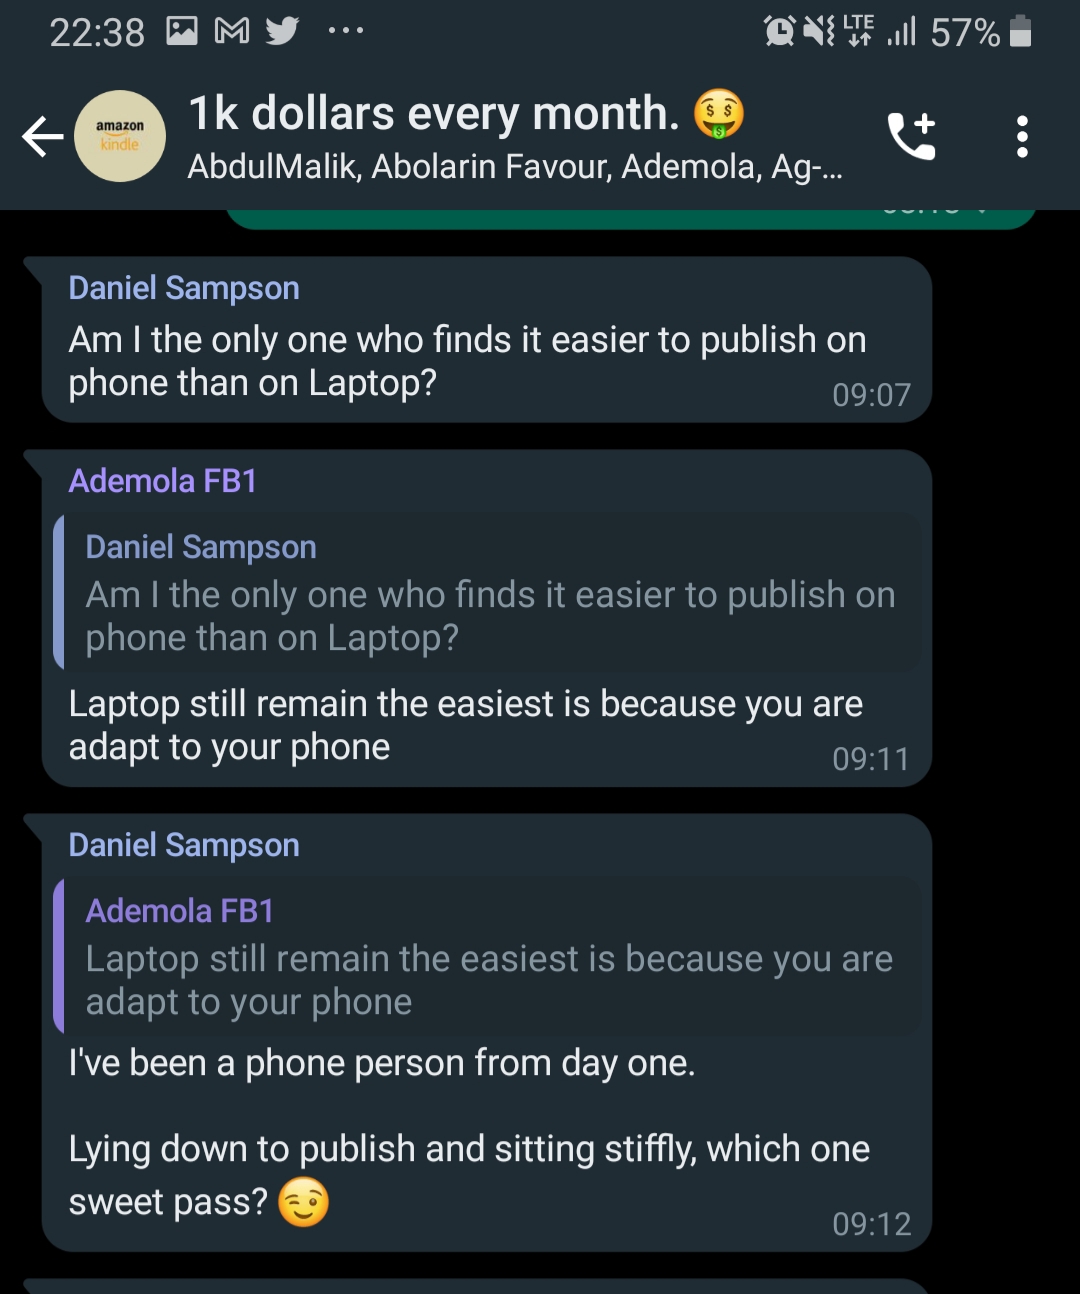 22:38
LTE
57%
amazon
kindle
1k dollars every month. 🤑
AbdulMalik, Abolarin Favour, Ademola, Ag-...
Daniel Sampson
Am I the only one who finds it easier to publish on
phone than on Laptop?
09:07
Ademola FB1
Daniel Sampson
Am I the only one who finds it easier to publish on
phone than on Laptop?
Laptop still remain the easiest is because you are
adapt to your phone
09:11
Daniel Sampson
Ademola FB1
Laptop still remain the easiest is because you are
adapt to your phone
I've been a phone person from day one.
Lying down to publish and sitting stiffly, which one
sweet pass? 😉
09:12